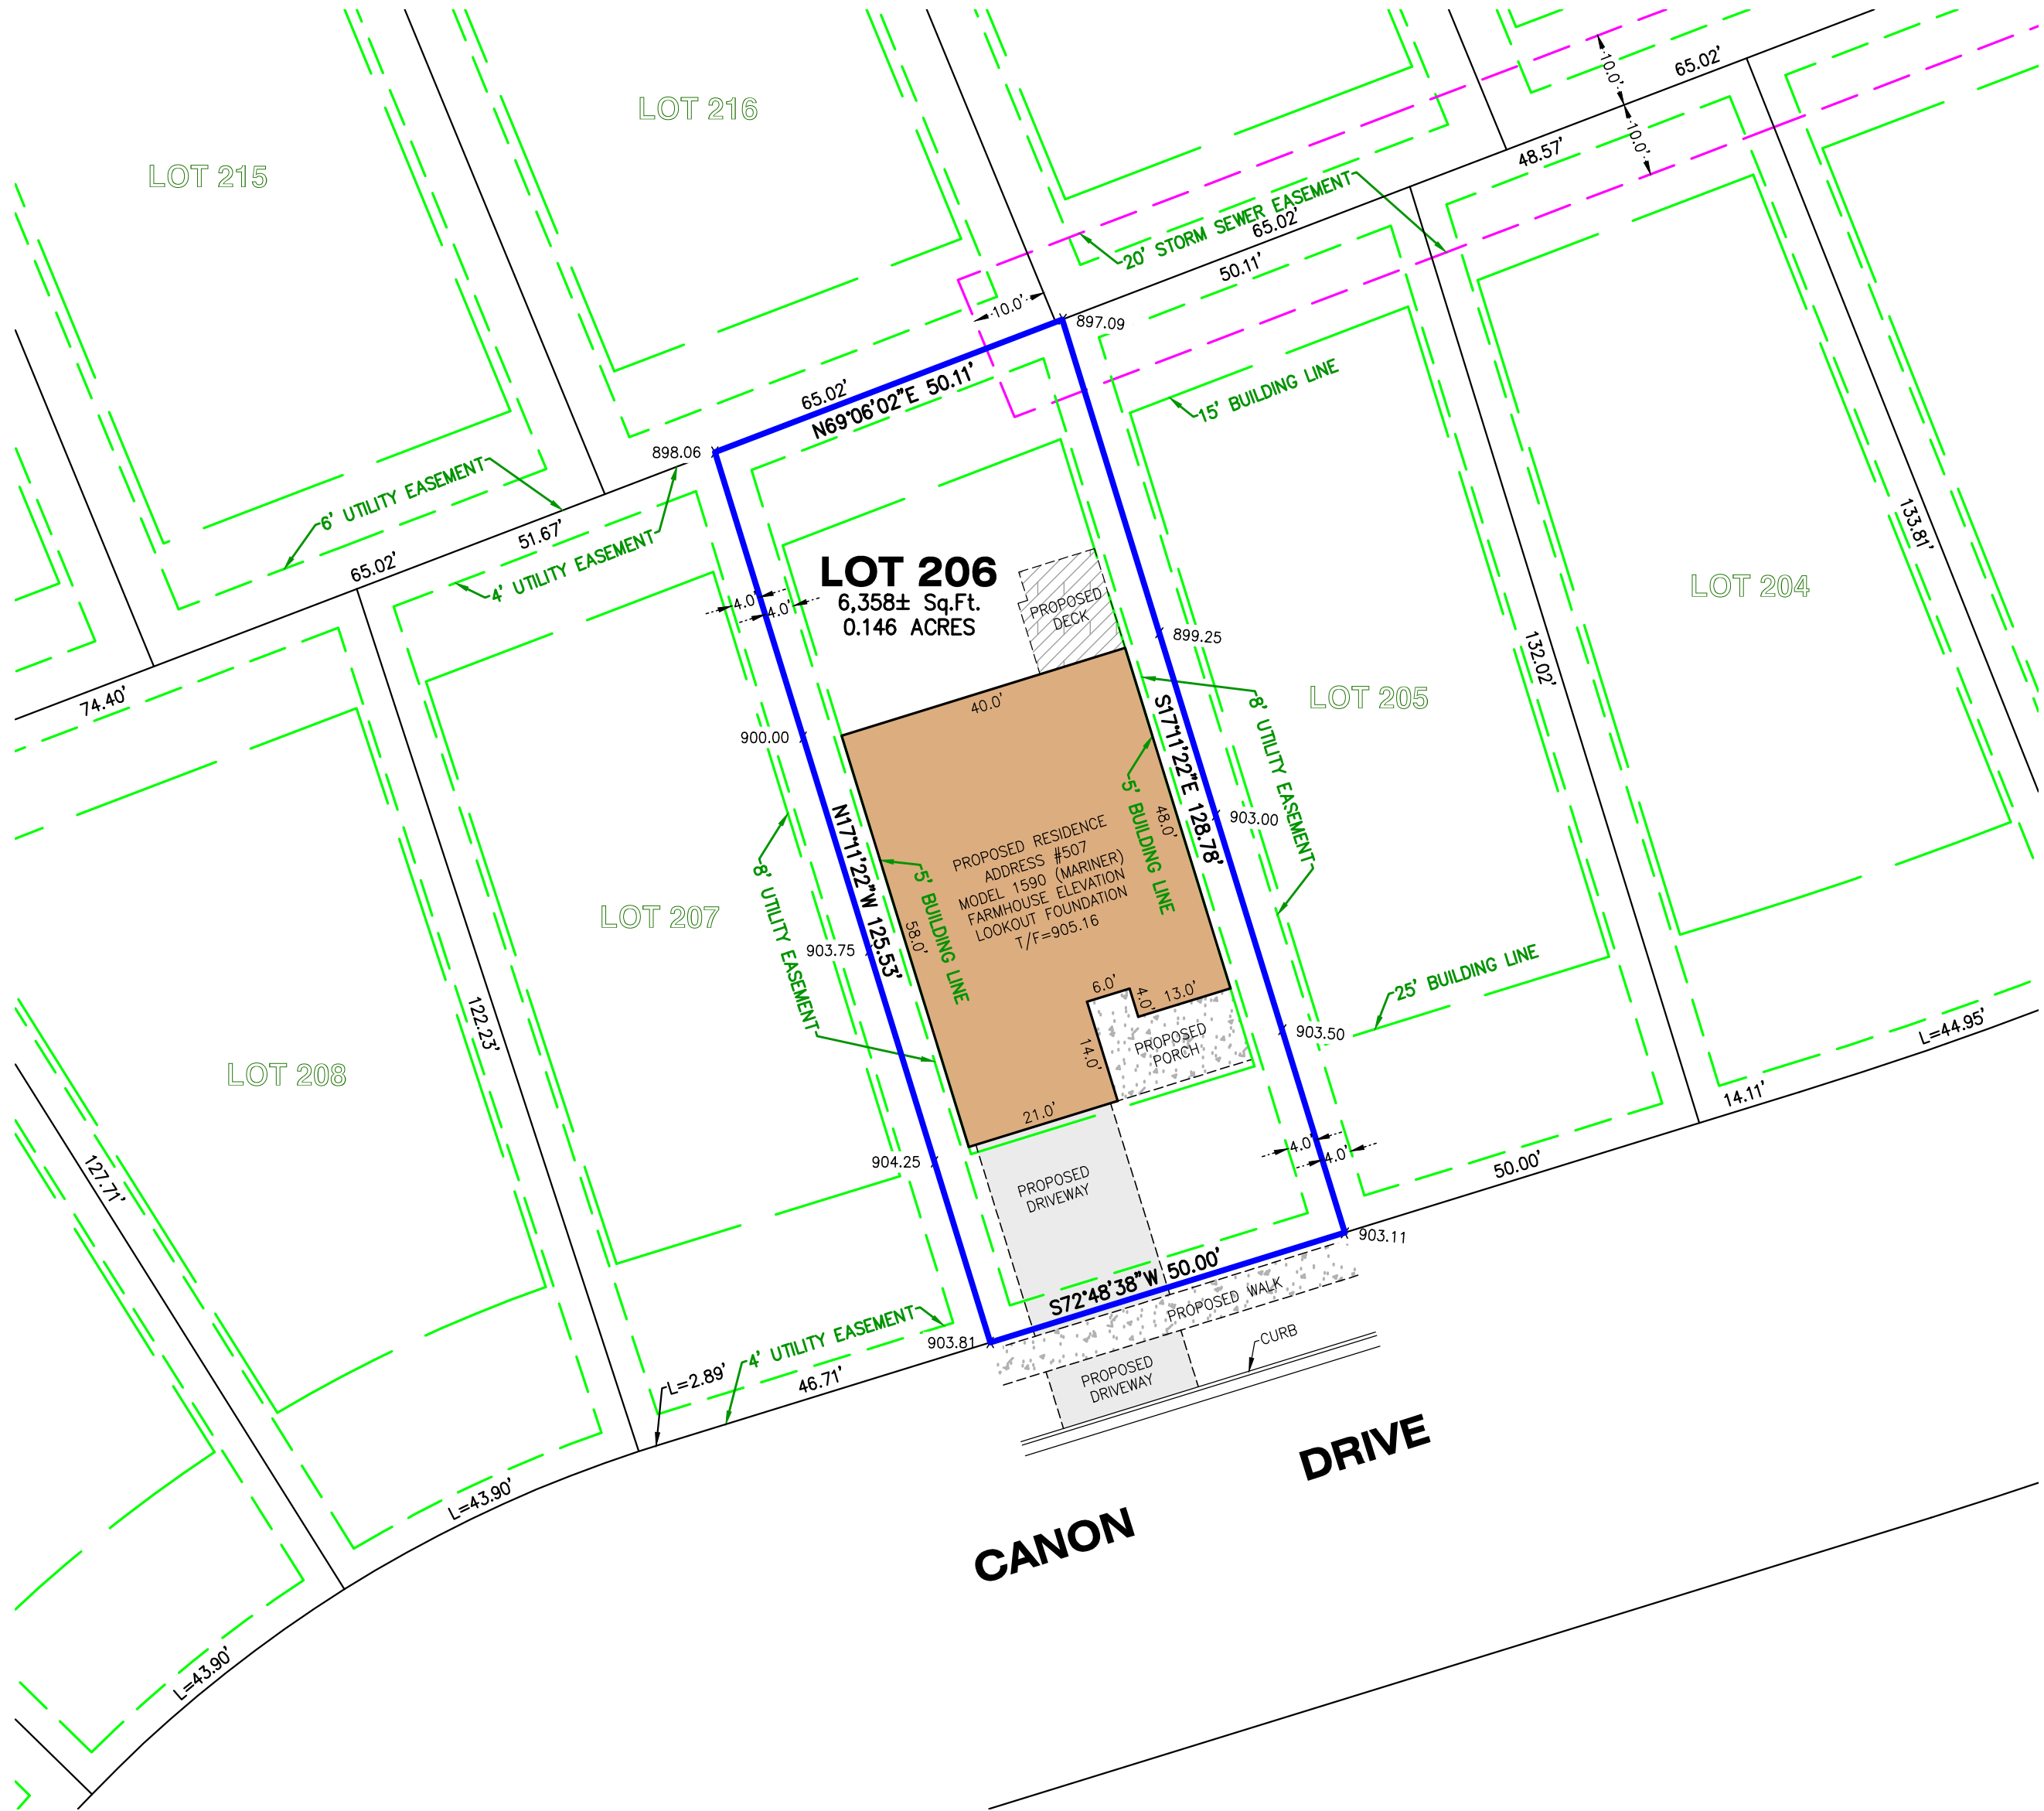 65.02'
10.0'
LOT 216
LOT 215
48.57'
10.0'
20' STORM SEWER EASEMENT
65.02'
50.11'
10.0'
897.09
15' BUILDING LINE
65.02'
N69°06'02"E 50.11'
898.06
6' UTILITY EASEMENT
51.67'
4' UTILITY EASEMENT
65.02'
74.40'
133.81'
LOT 204
LOT 206
6,358± Sq.Ft.
0.146 ACRES
4.0'
4.0'
PROPOSED
DECK
899.25
132.02'
LOT 205
40.0'
S17°11'22"E 128.78'
8' UTILITY EASEMENT
900.00
5' BUILDING LINE
48.0'
903.00
N17°11'22"W 125.53'
PROPOSED RESIDENCE
ADDRESS #507
MODEL 1590 (MARINER)
FARMHOUSE ELEVATION
LOOKOUT FOUNDATION
T/F=905.16
8' UTILITY EASEMENT
5' BUILDING LINE
58.0'
LOT 207
903.75
25' BUILDING LINE
6.0'
4.0'
13.0'
122.23'
PROPOSED
PORCH
14.0'
903.50
L=44.95'
LOT 208
14.11'
21.0'
4.0'
4.0'
50.00'
904.25
127.71'
PROPOSED
DRIVEWAY
903.11
S72°48'38"W 50.00'
PROPOSED WALK
903.81
4' UTILITY EASEMENT
CURB
L=2.89'
46.71'
PROPOSED
DRIVEWAY
L=43.90'
CANON DRIVE
L=43.90'